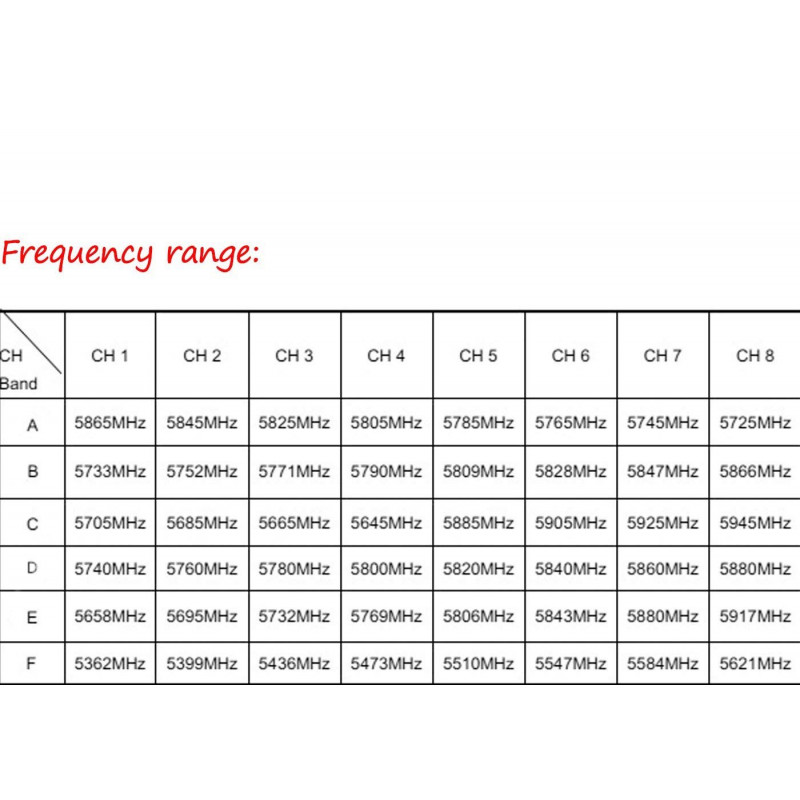 Frequency range:
CH
Band
CH 1 CH 2 CH 3 CH 4 CH 5 CH 6 CH 7 CH 8
A 5865MHz 5845MHz 5825MHz 5805MHz 5785MHz 5765MHz 5745MHz 5725MHz
B 5733MHz 5752MHz 5771MHz 5790MHz 5809MHz 5828MHz 5847MHz 5866MHz
C 5705MHz 5685MHz 5665MHz 5645MHz 5885MHz 5905MHz 5925MHz 5945MHz
D 5740MHz 5760MHz 5780MHz 5800MHz 5820MHz 5840MHz 5860MHz 5880MHz
E 5658MHz 5695MHz 5732MHz 5769MHz 5806MHz 5843MHz 5880MHz 5917MHz
F 5362MHz 5399MHz 5436MHz 5473MHz 5510MHz 5547MHz 5584MHz 5621MHz